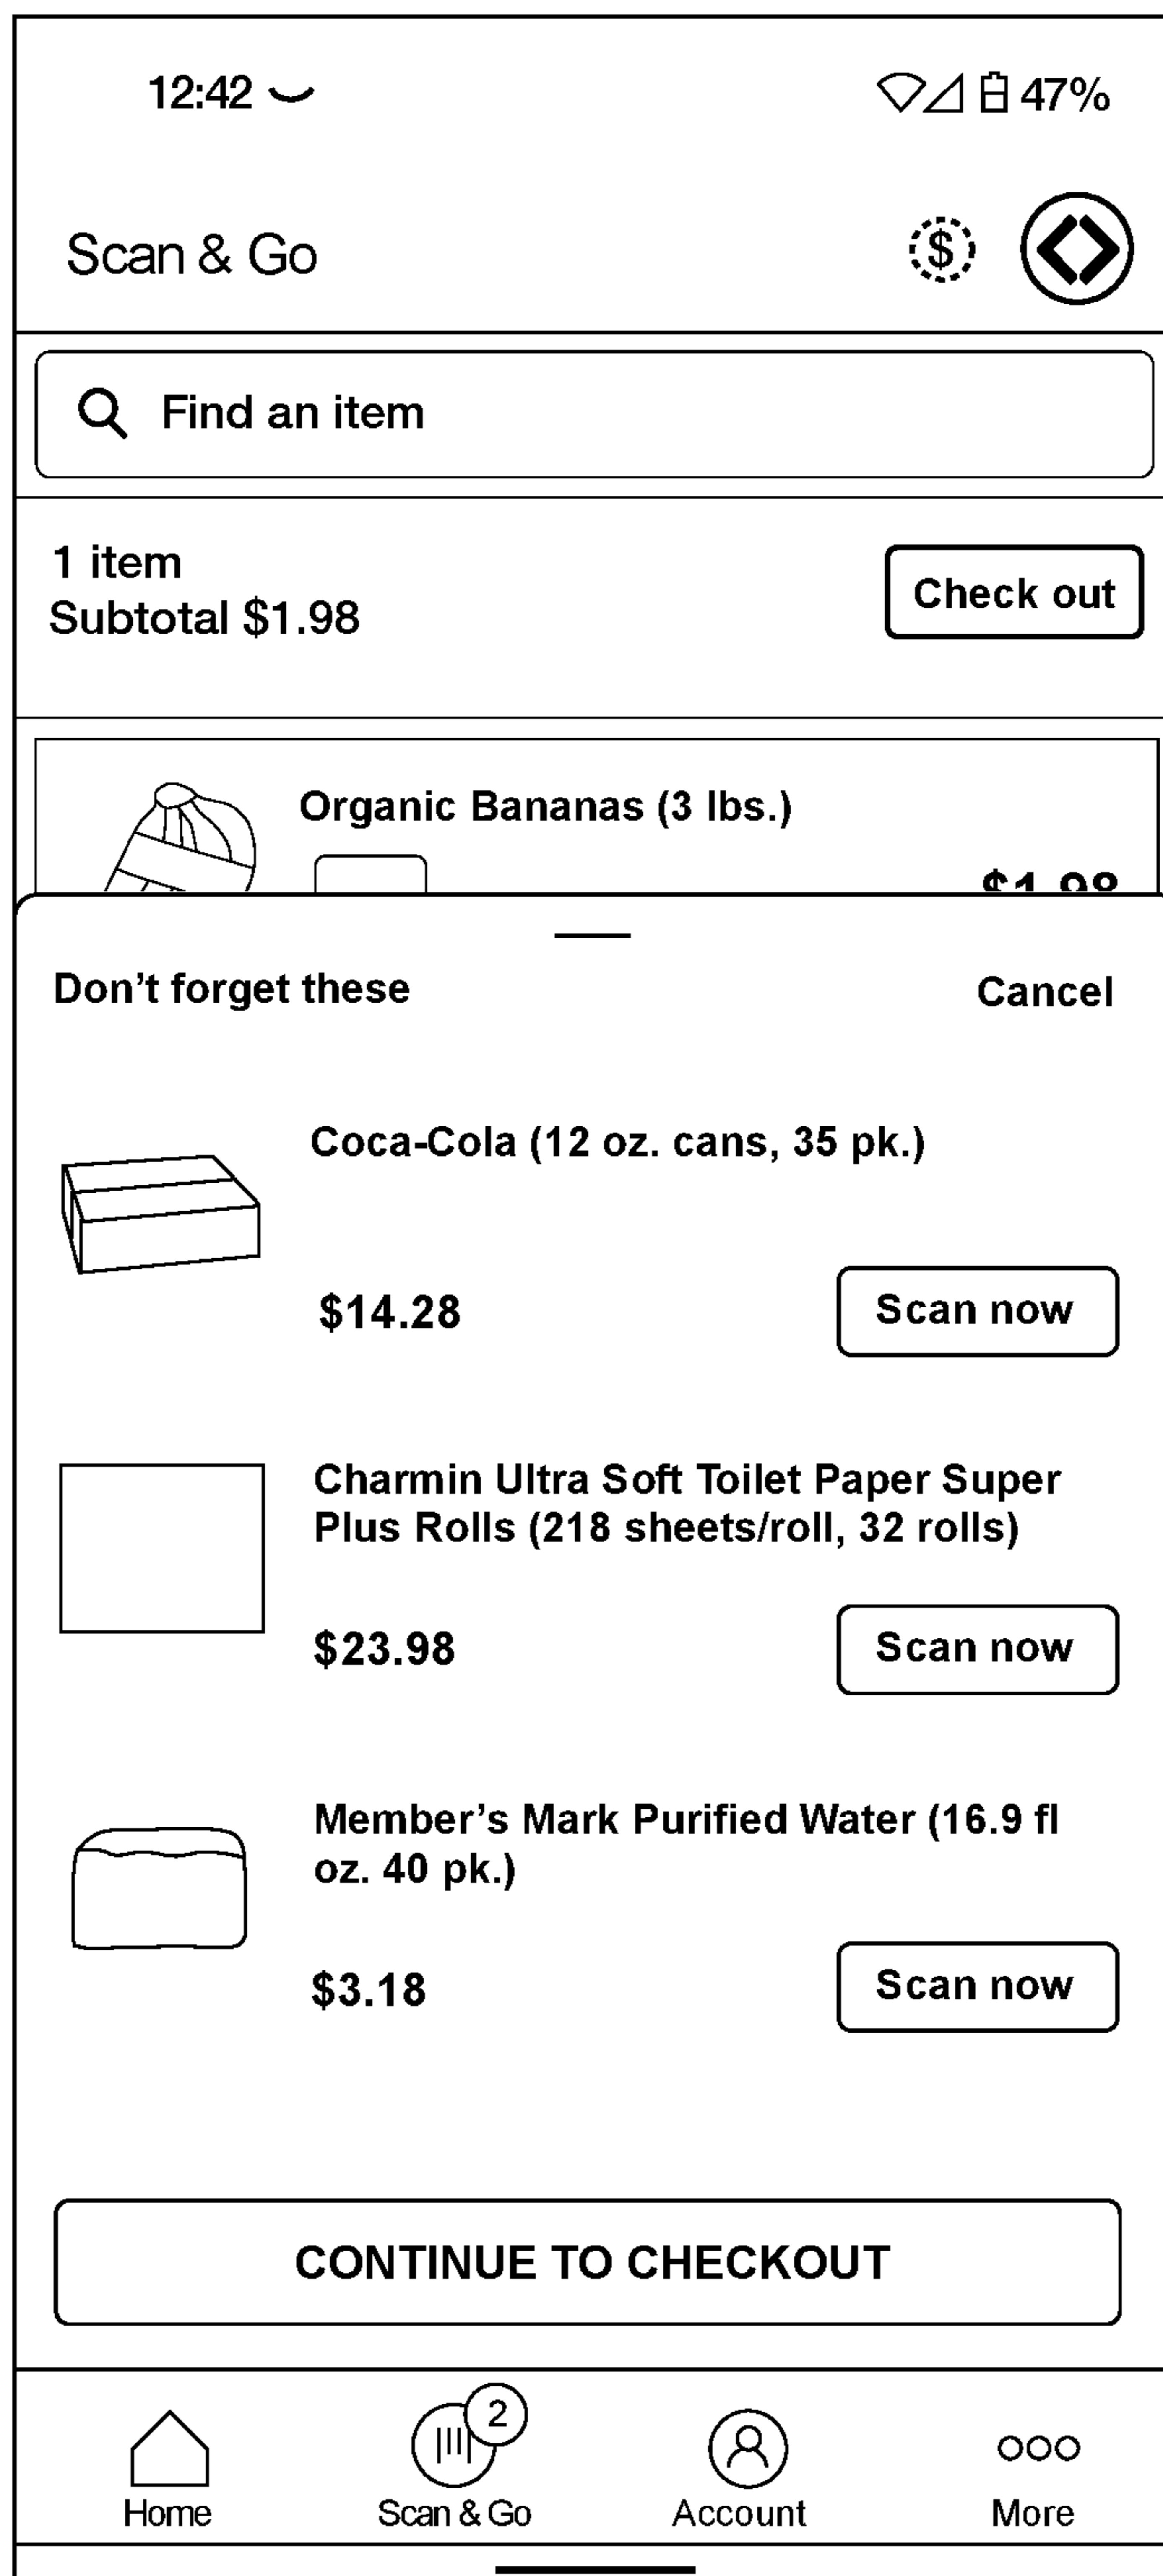 12:42
47%
Scan & Go
$
Find an item
1 item
Subtotal $1.98
Check out
Organic Bananas (3 lbs.)
$1.98
Don’t forget these
Cancel
Coca-Cola (12 oz. cans, 35 pk.)
$14.28
Scan now
Charmin Ultra Soft Toilet Paper Super
Plus Rolls (218 sheets/roll, 32 rolls)
$23.98
Scan now
Member’s Mark Purified Water (16.9 fl
oz. 40 pk.)
$3.18
Scan now
CONTINUE TO CHECKOUT
2
Home
Scan & Go
Account
More